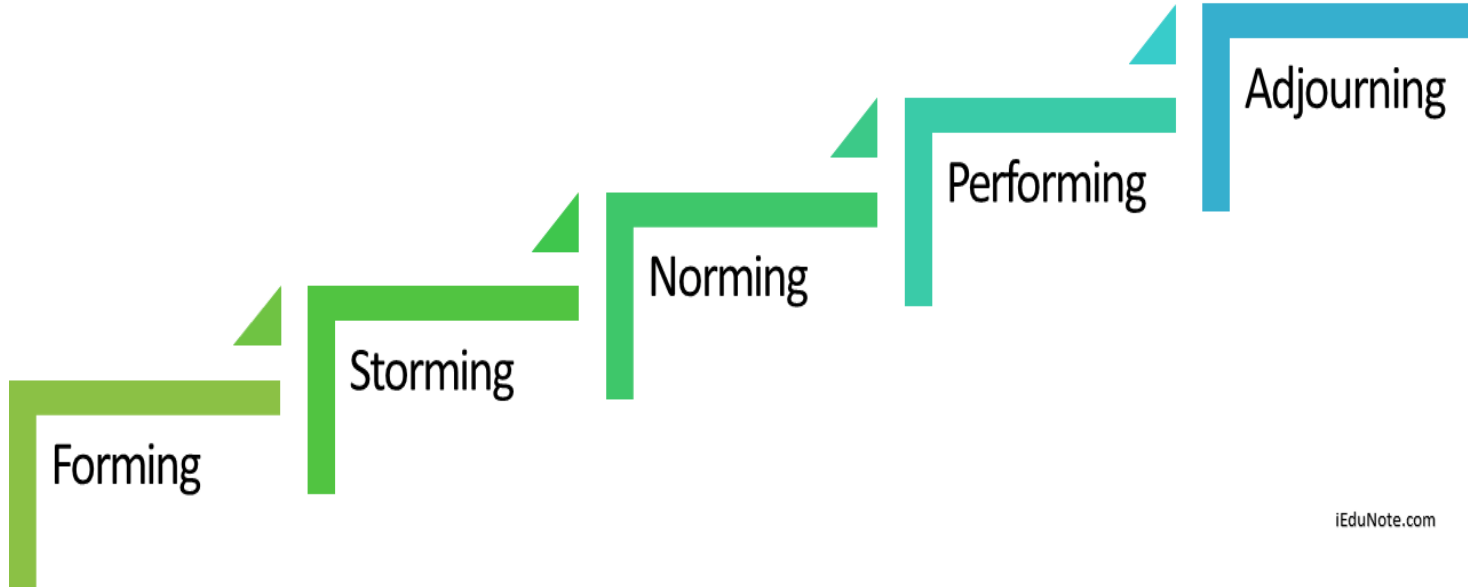 Forming
Storming
Norming
Performing
Adjourning
iEduNote.com